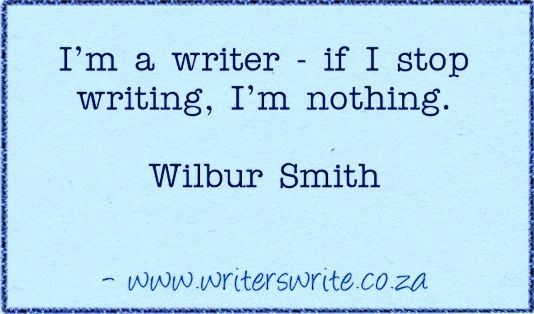 I'm a writer - if I stop
writing, I'm nothing.
Wilbur Smith
- www.writerswrite.co.za